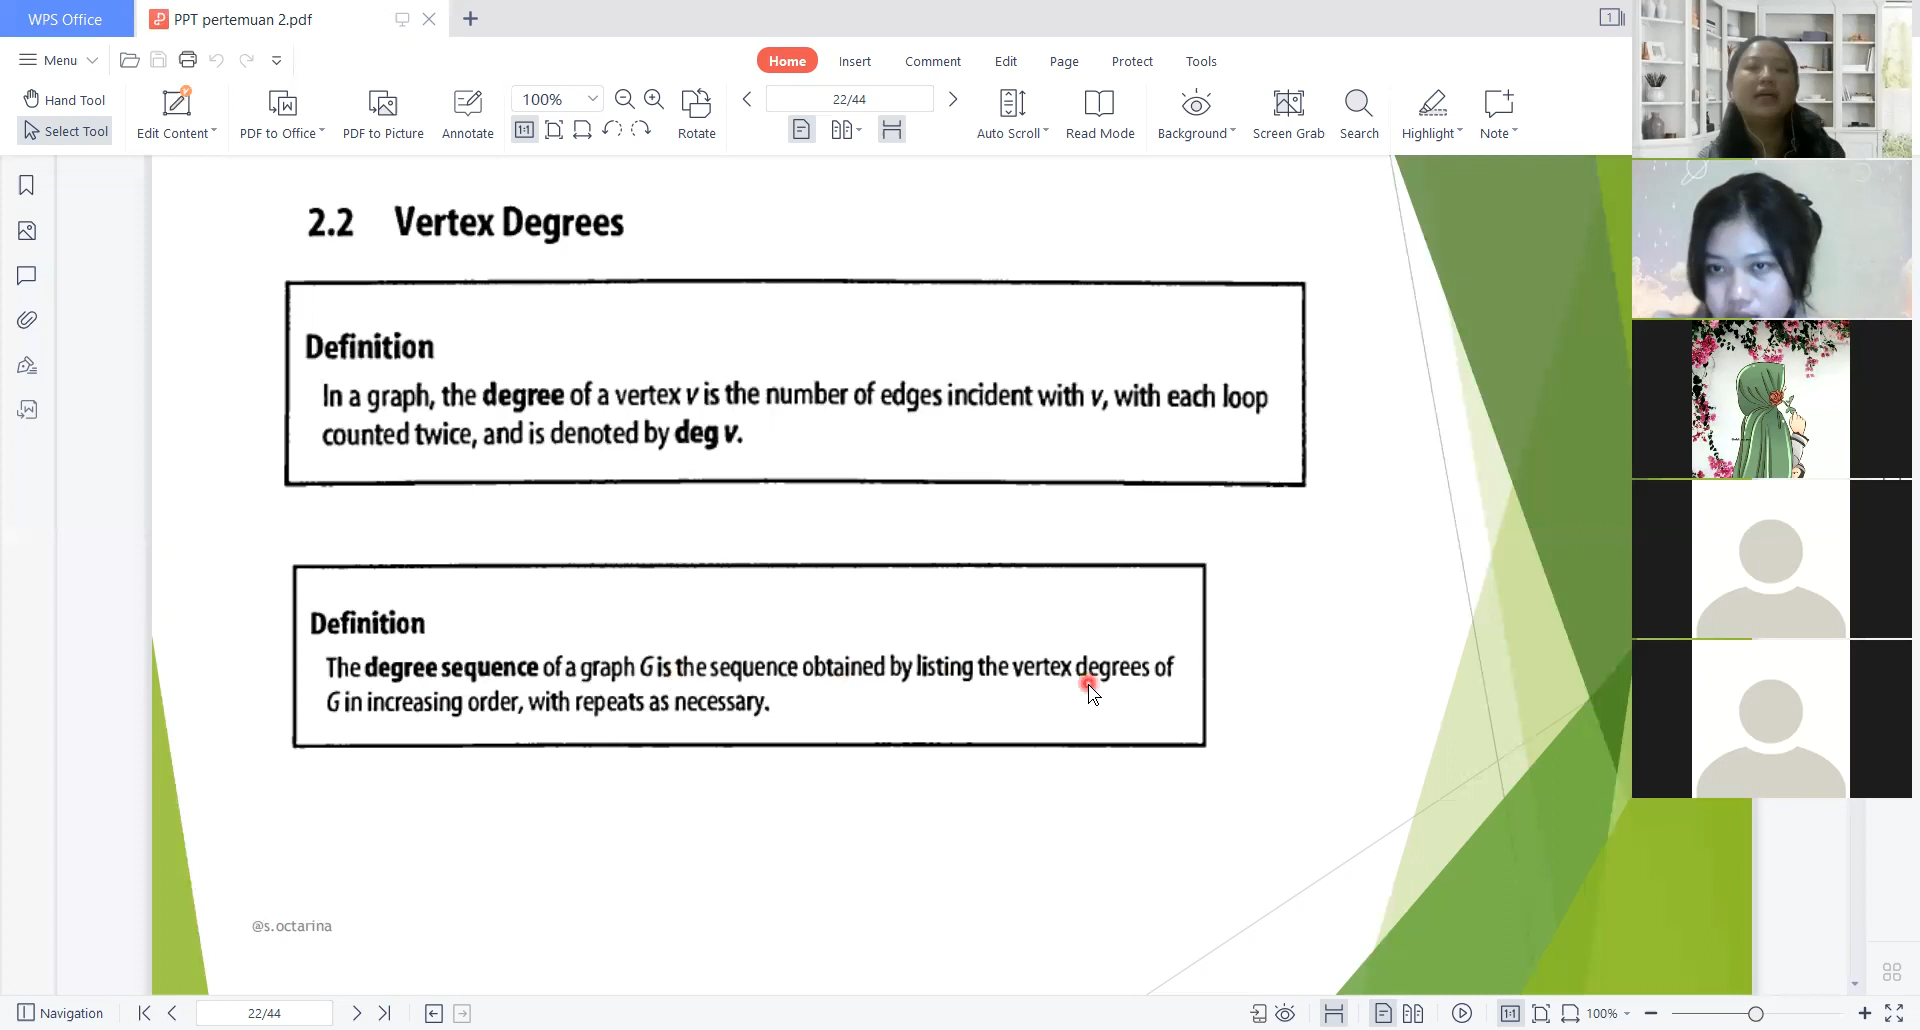 WPS Office
PPT pertemuan 2.pdf
1
Menu
Home
Insert
Comment
Edit
Page
Protect
Tools
Hand Tool
Select Tool
Edit Content
PDF to Office
PDF to Picture
Annotate
100%
1:1
Rotate
22/44
Auto Scroll
Read Mode
Background
Screen Grab
Search
Highlight
Note
2.2 Vertex Degrees
Definition
In a graph, the degree of a vertex v is the number of edges incident with v, with each loop
counted twice, and is denoted by deg v.
Definition
The degree sequence of a graph G is the sequence obtained by listing the vertex degrees of
G in increasing order, with repeats as necessary.
@s.octarina
Navigation
22/44
1:1
100%